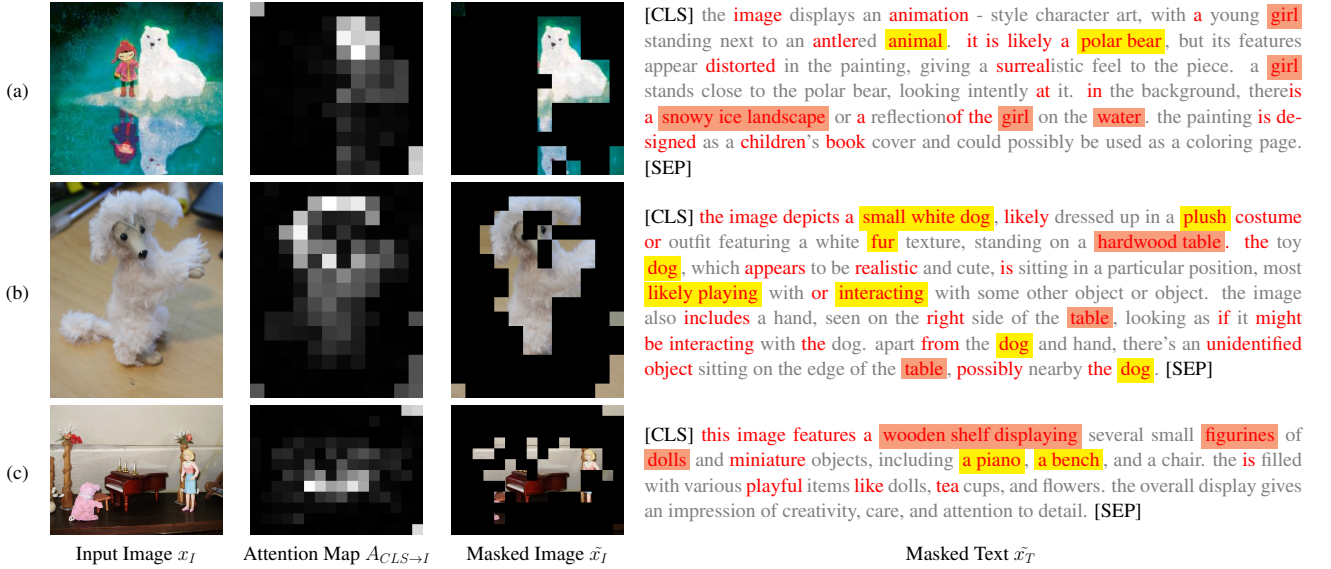 (a)
[CLS] the image displays an animation - style character art, with a young girl
standing next to an antlered animal. it is likely a polar bear, but its features
appear distorted in the painting, giving a surrealistic feel to the piece. a girl
stands close to the polar bear, looking intently at it. in the background, thereis
a snowy ice landscape or a reflectionof the girl on the water. the painting is de-
signed as a children's book cover and could possibly be used as a coloring page.
[SEP]
(b)
[CLS] the image depicts a small white dog, likely dressed up in a plush costume
or outfit featuring a white fur texture, standing on a hardwood table. the toy
dog, which appears to be realistic and cute, is sitting in a particular position, most
likely playing with or interacting with some other object or object. the image
also includes a hand, seen on the right side of the table, looking as if it might
be interacting with the dog. apart from the dog and hand, there's an unidentified
object sitting on the edge of the table, possibly nearby the dog. [SEP]
(c)
[CLS] this image features a wooden shelf displaying several small figurines of
dolls and miniature objects, including a piano, a bench, and a chair. the is filled
with various playful items like dolls, tea cups, and flowers. the overall display gives
an impression of creativity, care, and attention to detail. [SEP]
Input Image x_I
Attention Map A_{CLS→I}
Masked Image x̃_I
Masked Text x̃_T